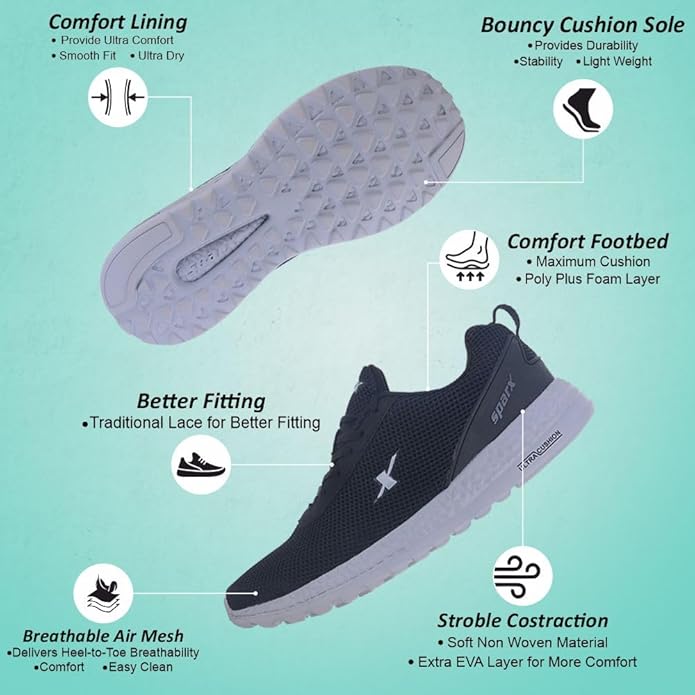 Comfort Lining
• Provide Ultra Comfort
• Smooth Fit • Ultra Dry
Bouncy Cushion Sole
• Provides Durability
• Stability • Light Weight
sparx
Comfort Footbed
• Maximum Cushion
• Poly Plus Foam Layer
Better Fitting
• Traditional Lace for Better Fitting
sparx
ULTRA CUSHION
Breathable Air Mesh
• Delivers Heel-to-Toe Breathability
• Comfort • Easy Clean
Stroble Costraction
• Soft Non Woven Material
• Extra EVA Layer for More Comfort